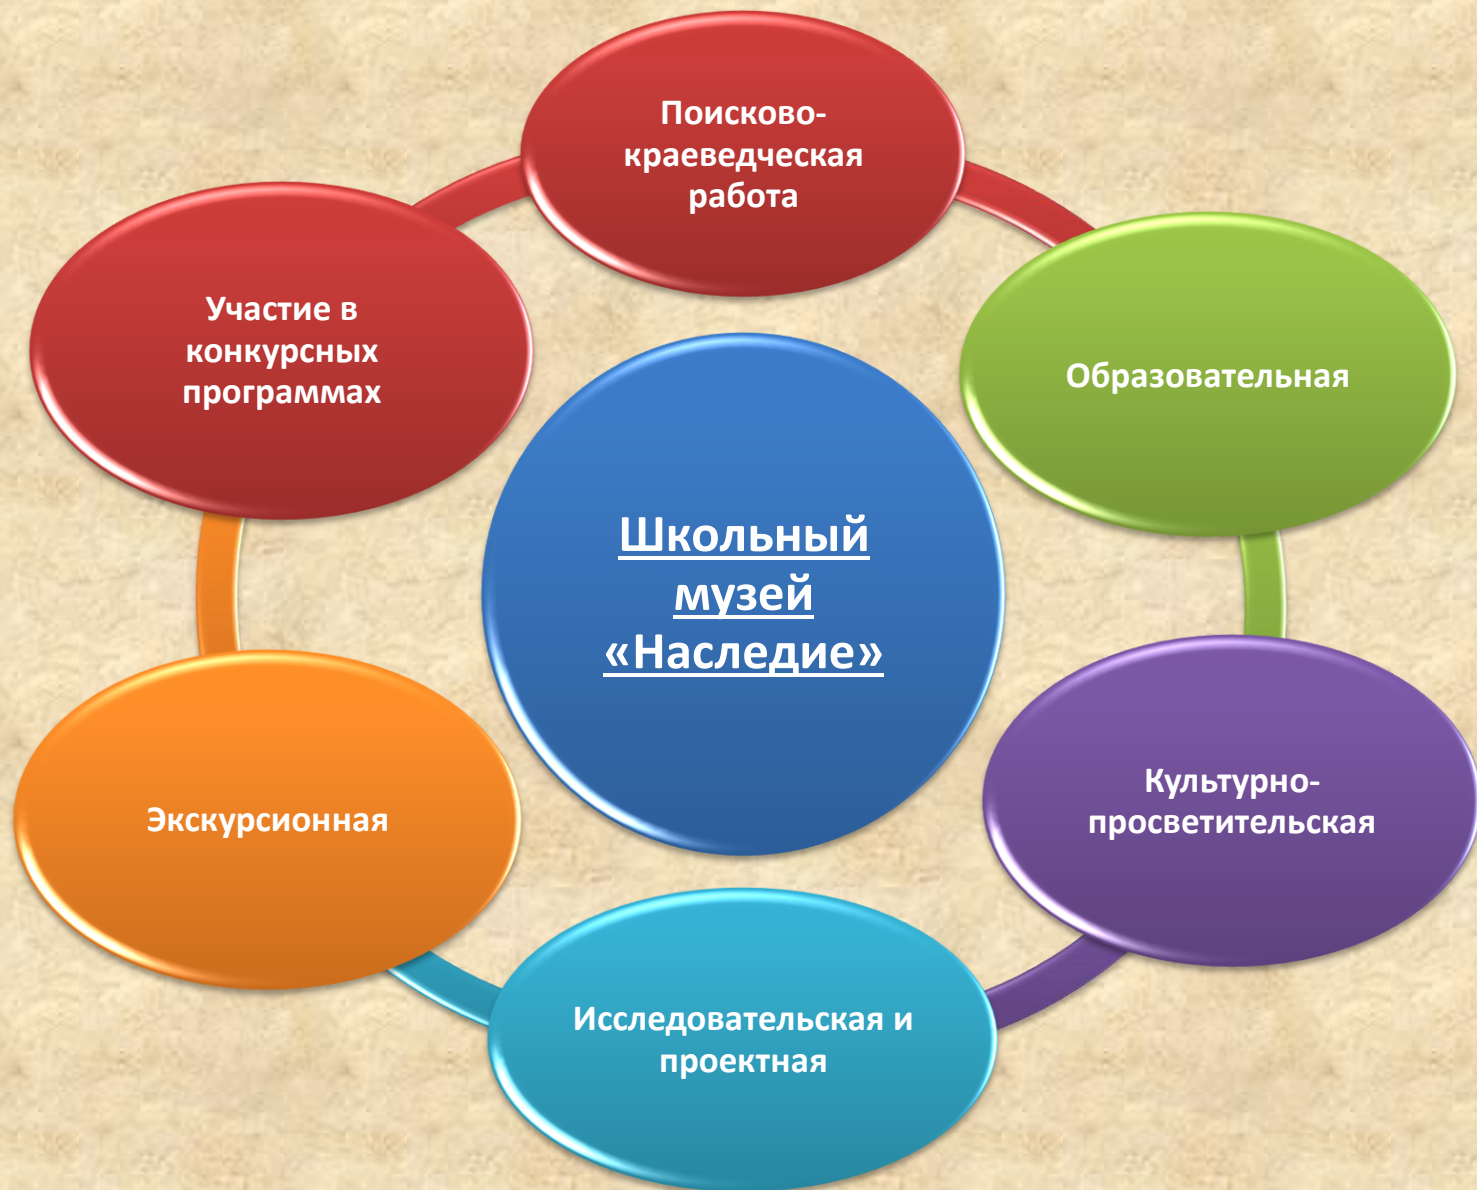 Поисково-
краеведческая
работа
Участие в
конкурсных
программах
Образовательная
Школьный
музей
«Наследие»
Экскурсионная
Культурно-
просветительская
Исследовательская и
проектная